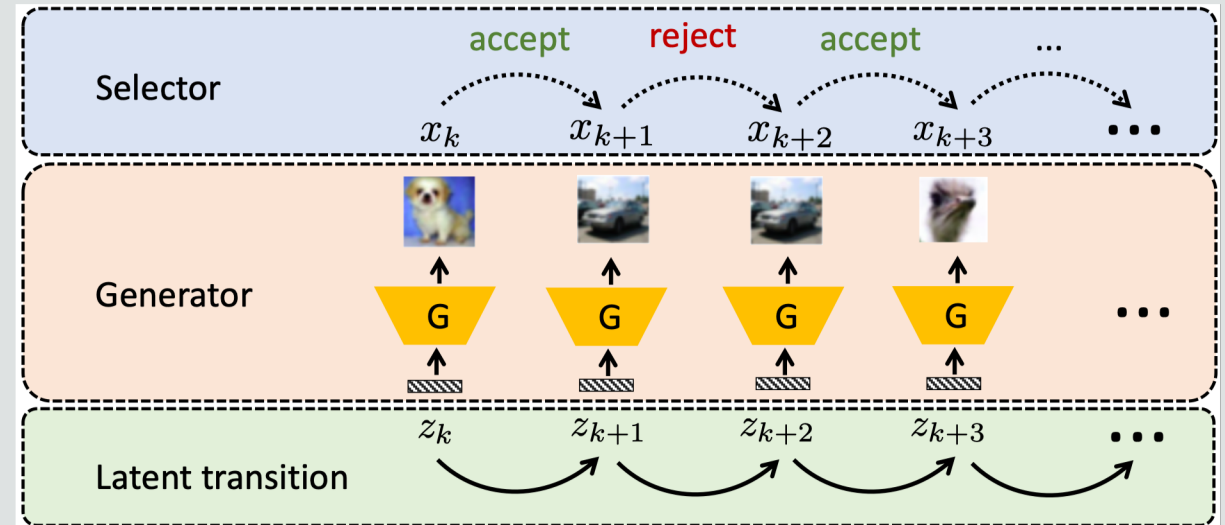 accept reject accept ...
Selector
x_k x_{k+1} x_{k+2} x_{k+3} ...
Generator
G G G G ...
z_k z_{k+1} z_{k+2} z_{k+3} ...
Latent transition